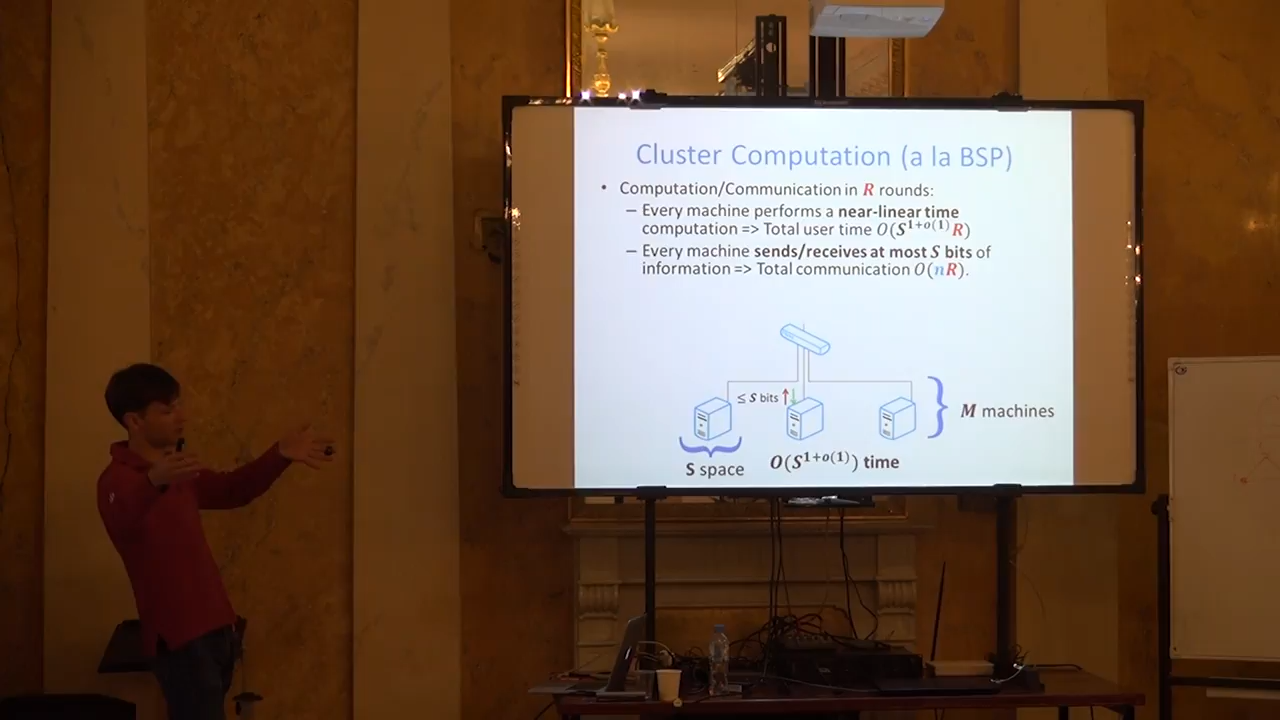 Cluster Computation (a la BSP)
• Computation/Communication in R rounds:
– Every machine performs a near-linear time
computation => Total user time O(S^{1+o(1)}R)
– Every machine sends/receives at most S bits of
information => Total communication O(nR).
≤ S bits
M machines
S space
O(S^{1+o(1)}) time